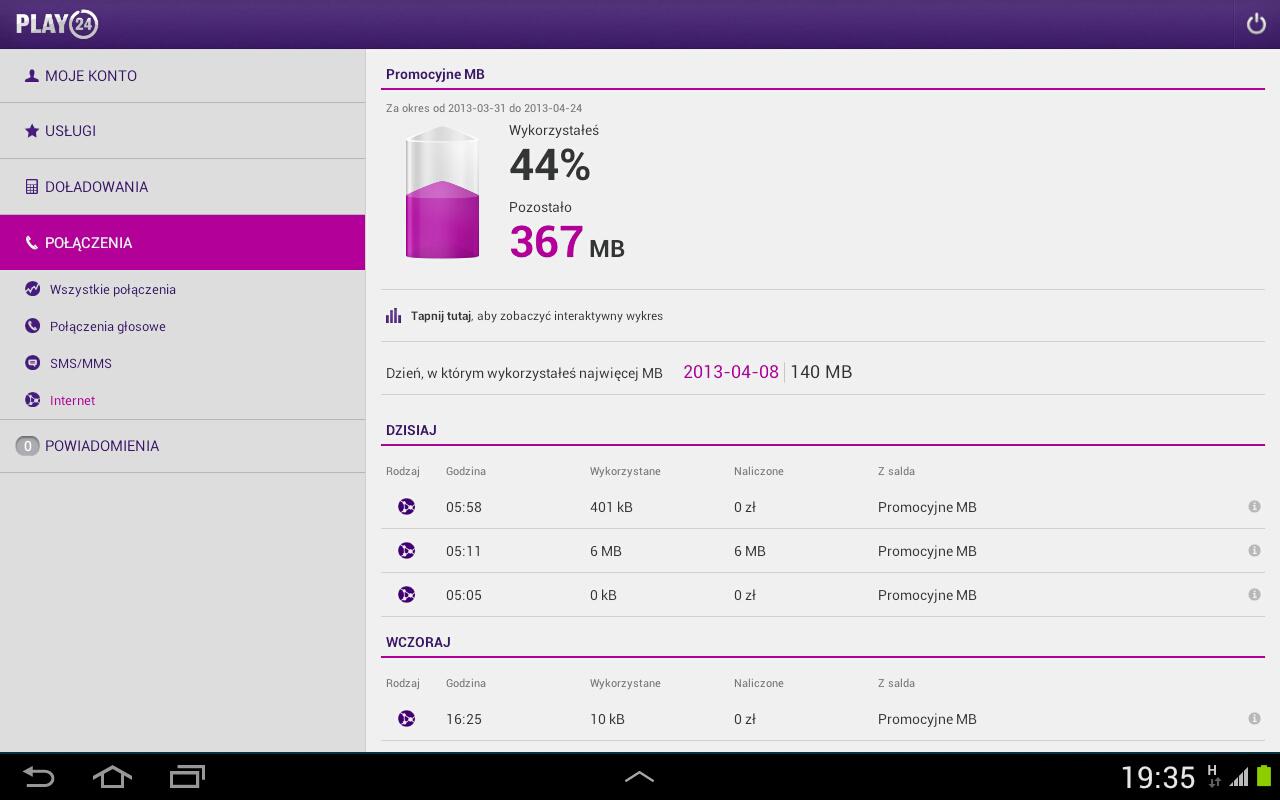 PLAY 24
MOJE KONTO
USŁUGI
DOŁADOWANIA
POŁĄCZENIA
Wszystkie połączenia
Połączenia głosowe
SMS/MMS
Internet
0 POWIADOMIENIA
Promocyjne MB
Za okres od 2013-03-31 do 2013-04-24
Wykorzystałeś
44%
Pozostało
367 MB
Tapnij tutaj, aby zobaczyć interaktywny wykres
Dzień, w którym wykorzystałeś najwięcej MB 2013-04-08 140 MB
DZISIAJ
Rodzaj Godzina Wykorzystane Naliczone Z salda
05:58 401 kB 0 zł Promocyjne MB
05:11 6 MB 6 MB Promocyjne MB
05:05 0 kB 0 zł Promocyjne MB
WCZORAJ
Rodzaj Godzina Wykorzystane Naliczone Z salda
16:25 10 kB 0 zł Promocyjne MB
19:35 H